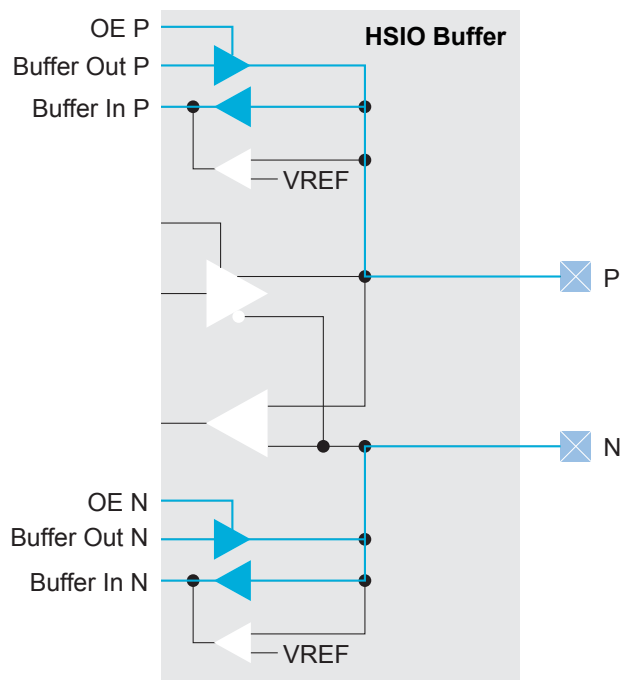 OE P
HSIO Buffer
Buffer Out P
Buffer In P
VREF
P
N
OE N
Buffer Out N
Buffer In N
VREF